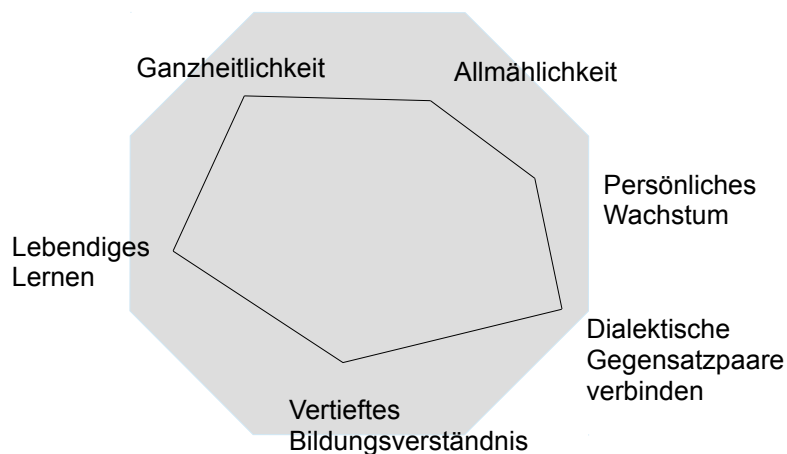 Ganzheitlichkeit
Allmählichkeit
Persönliches
Wachstum
Lebendiges
Lernen
Dialektische
Gegensatzpaare
verbinden
Vertieftes
Bildungsverständnis